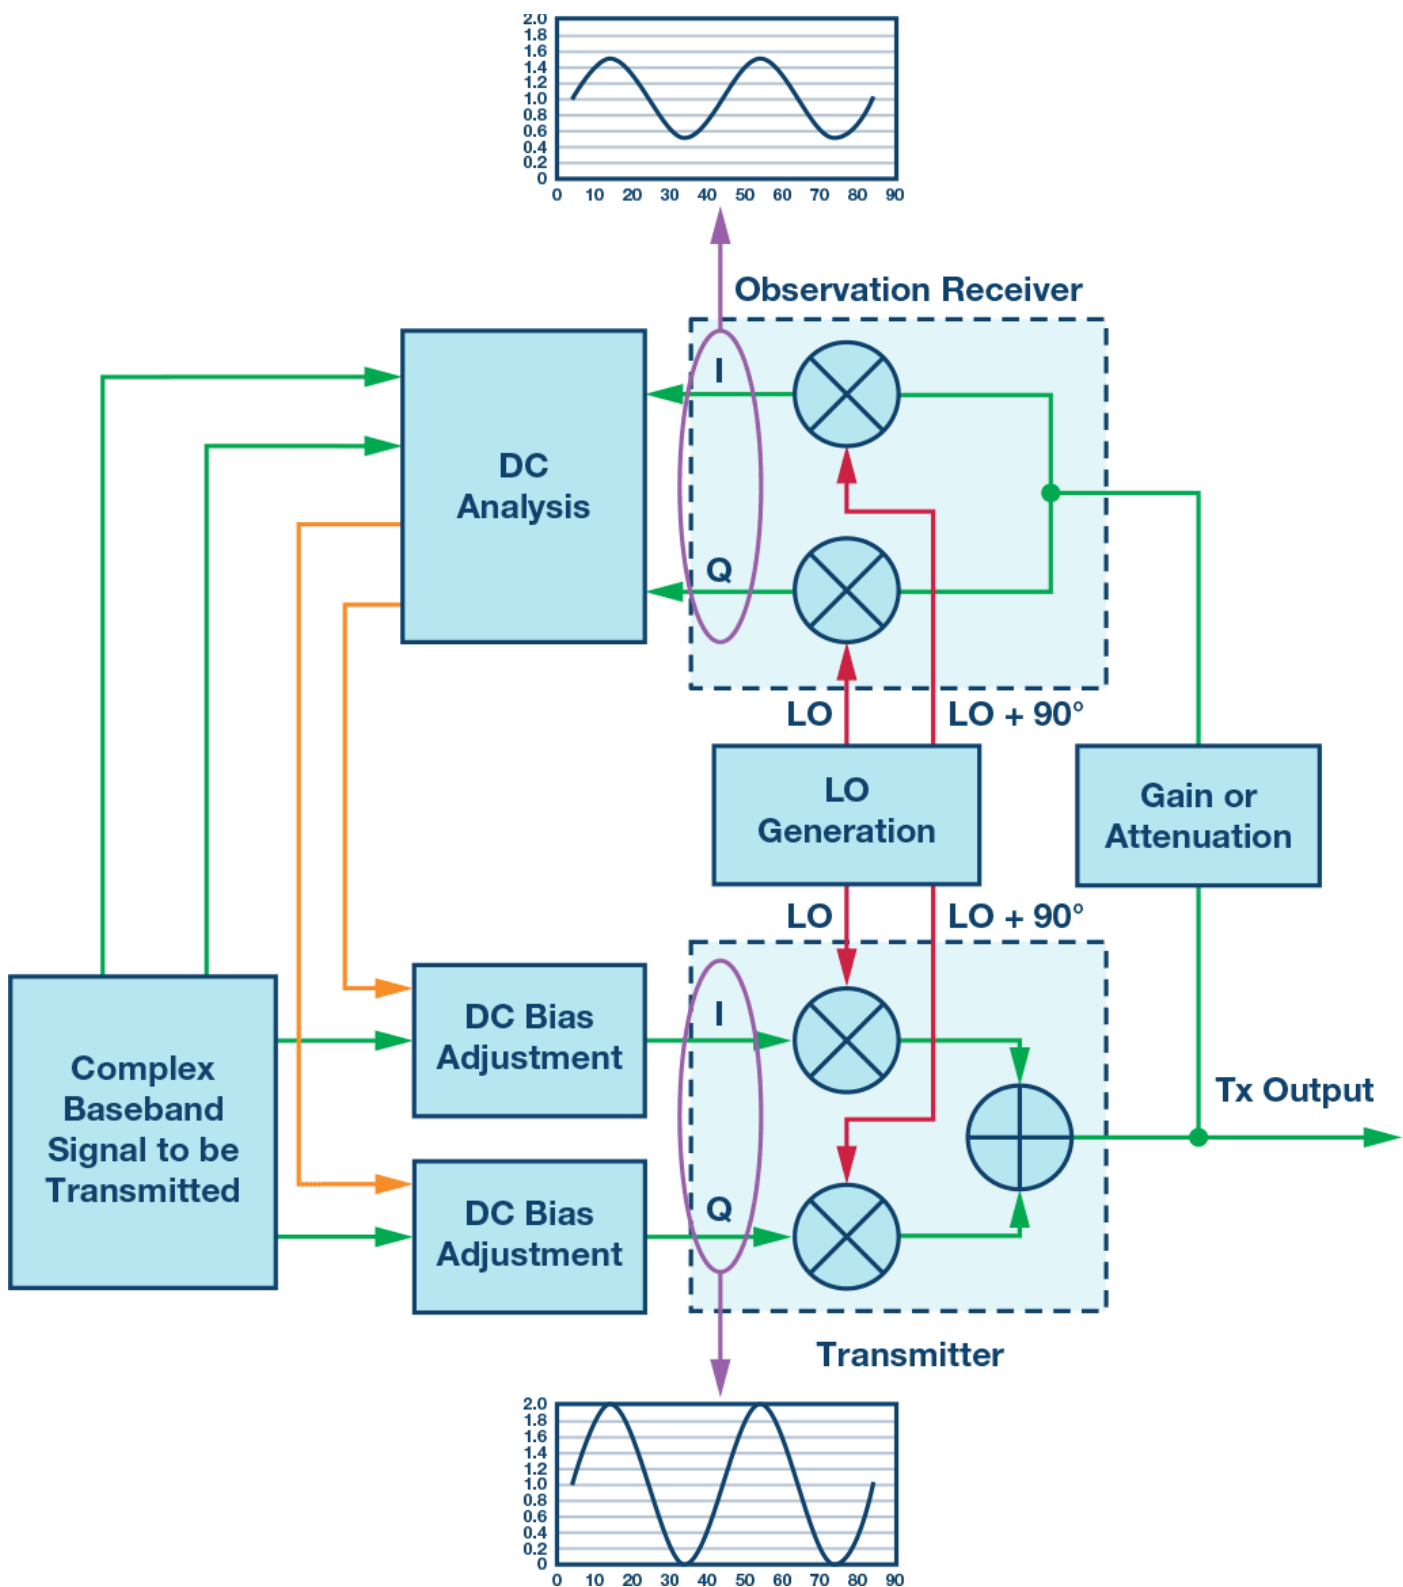 2.0
1.8
1.6
1.4
1.2
1.0
0.8
0.6
0.4
0.2
0
0 10 20 30 40 50 60 70 80 90
Observation Receiver
I
DC
Analysis
Q
LO
LO + 90°
LO
Generation
Gain or
Attenuation
LO
LO + 90°
DC Bias
Adjustment
I
Complex
Baseband
Signal to be
Transmitted
Tx Output
DC Bias
Adjustment
Q
Transmitter
2.0
1.8
1.6
1.4
1.2
1.0
0.8
0.6
0.4
0.2
0
0 10 20 30 40 50 60 70 80 90